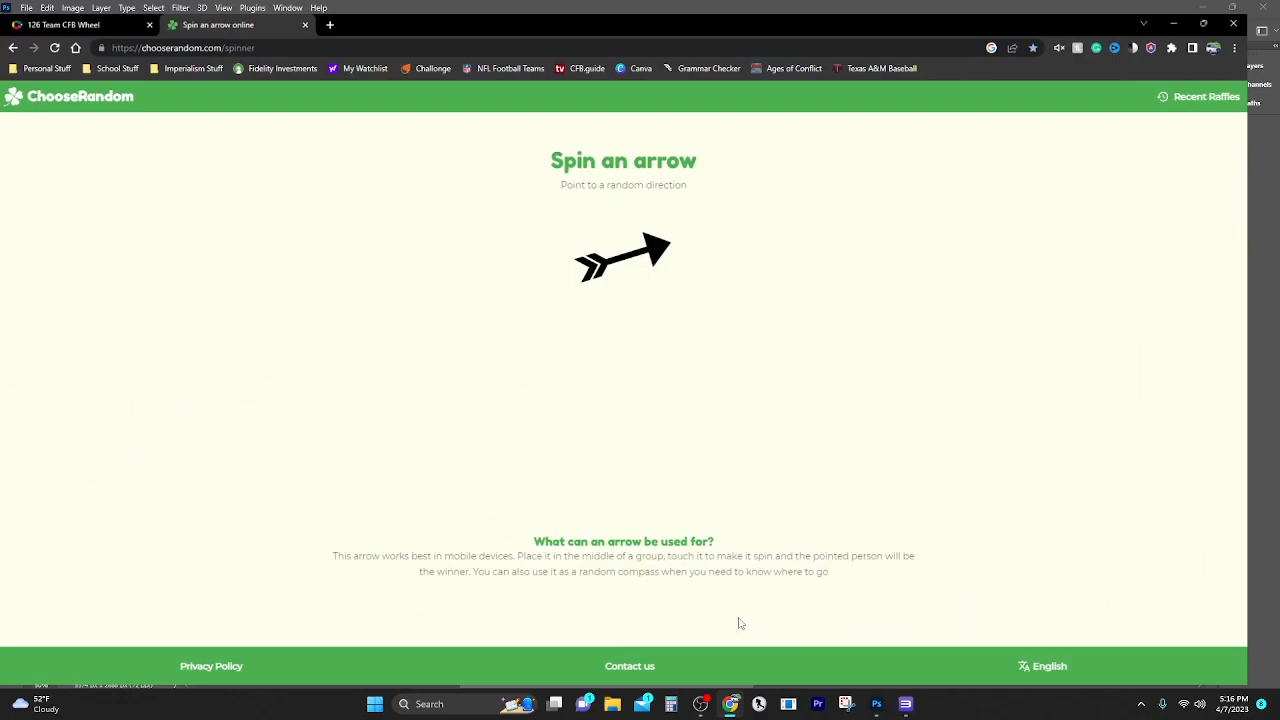 Ps File Edit Image Layer Type Select Filter 3D View Plugins Window Help
126 Team CFB Wheel
Spin an arrow online
https://chooserandom.com/spinner
Personal Stuff School Stuff Imperialism Stuff Fidelity Investments My Watchlist Challonge NFL Football Teams CFB.guide Canva Grammar Checker Ages of Conflict Texas A&M Baseball
ChooseRandom
Recent Raffles
Spin an arrow
Point to a random direction
What can an arrow be used for?
This arrow works best in mobile devices. Place it in the middle of a group, touch it to make it spin and the pointed person will be
the winner. You can also use it as a random compass when you need to know where to go
Privacy Policy Contact us English
52°F
Cloudy
Search
5:16 PM
4/7/2023